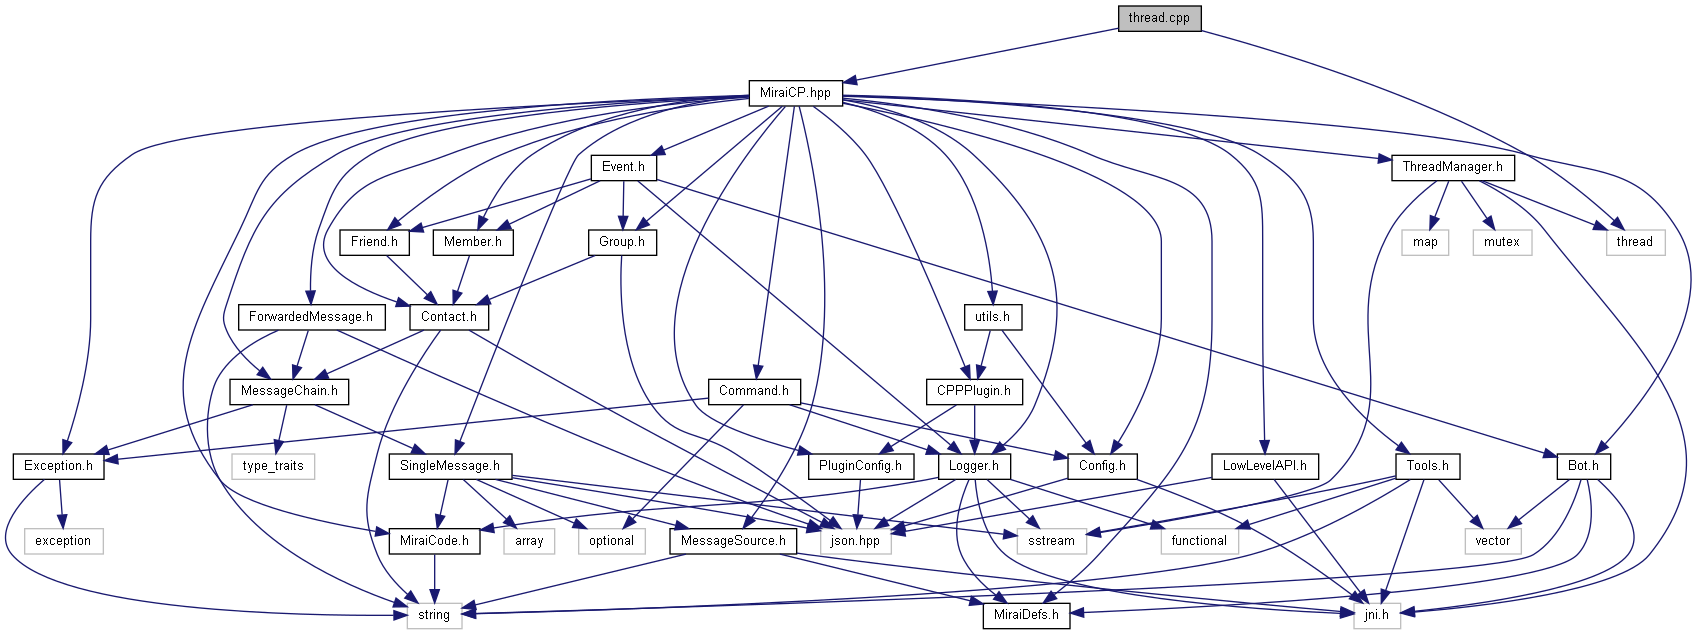 thread.cpp
MiraiCP.hpp
Event.h
ThreadManager.h
Friend.h
Member.h
Group.h
map
mutex
thread
ForwardedMessage.h
Contact.h
utils.h
MessageChain.h
Command.h
CPPPlugin.h
Exception.h
type_traits
SingleMessage.h
PluginConfig.h
Logger.h
Config.h
LowLevelAPI.h
Tools.h
Bot.h
exception
MiraiCode.h
array
optional
MessageSource.h
json.hpp
sstream
functional
vector
string
MiraiDefs.h
jni.h